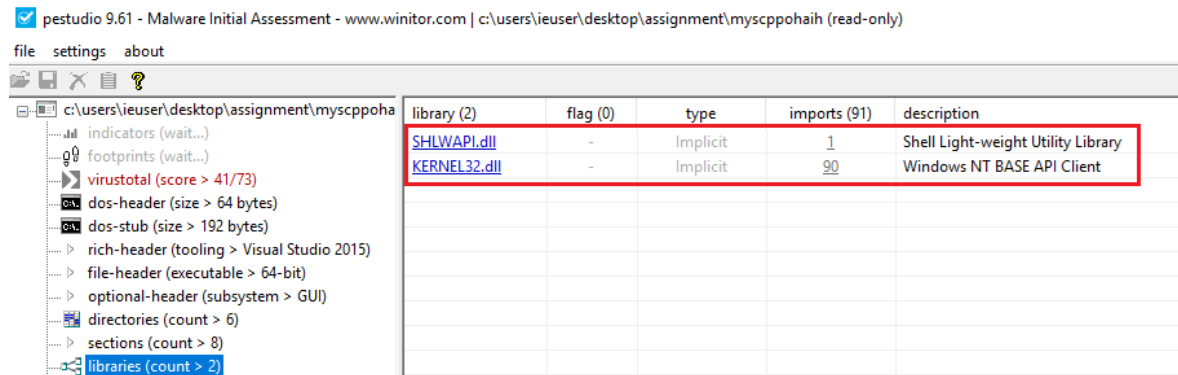 pestudio 9.61 - Malware Initial Assessment - www.winitor.com | c:\users\ieuser\desktop\assignment\myscppohaih (read-only)
file settings about
c:\users\ieuser\desktop\assignment\myscppoha
indicators (wait...)
footprints (wait...)
virustotal (score > 41/73)
dos-header (size > 64 bytes)
dos-stub (size > 192 bytes)
rich-header (tooling > Visual Studio 2015)
file-header (executable > 64-bit)
optional-header (subsystem > GUI)
directories (count > 6)
sections (count > 8)
libraries (count > 2)
library (2) flag (0) type imports (91) description
SHLWAPI.dll - Implicit 1 Shell Light-weight Utility Library
KERNEL32.dll - Implicit 90 Windows NT BASE API Client